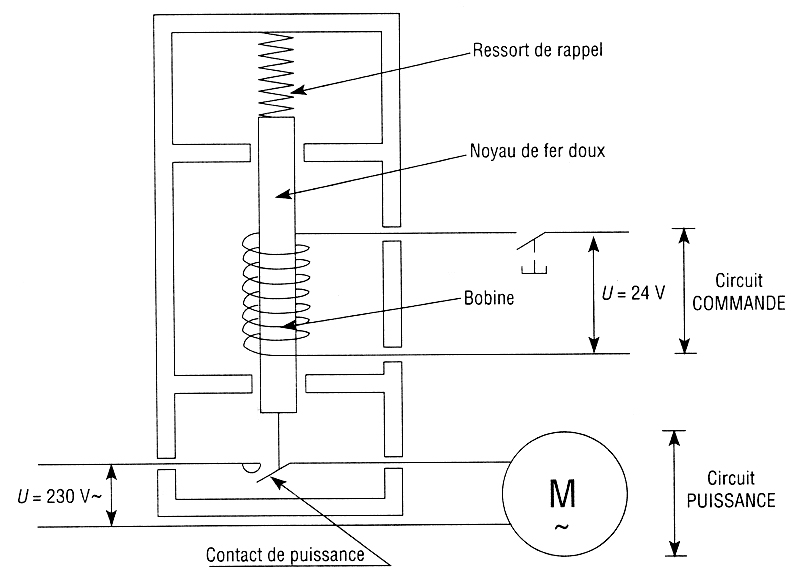 Ressort de rappel
Noyau de fer doux
Bobine
U = 24 V
Circuit
COMMANDE
U = 230 V~
M
~
Circuit
PUISSANCE
Contact de puissance